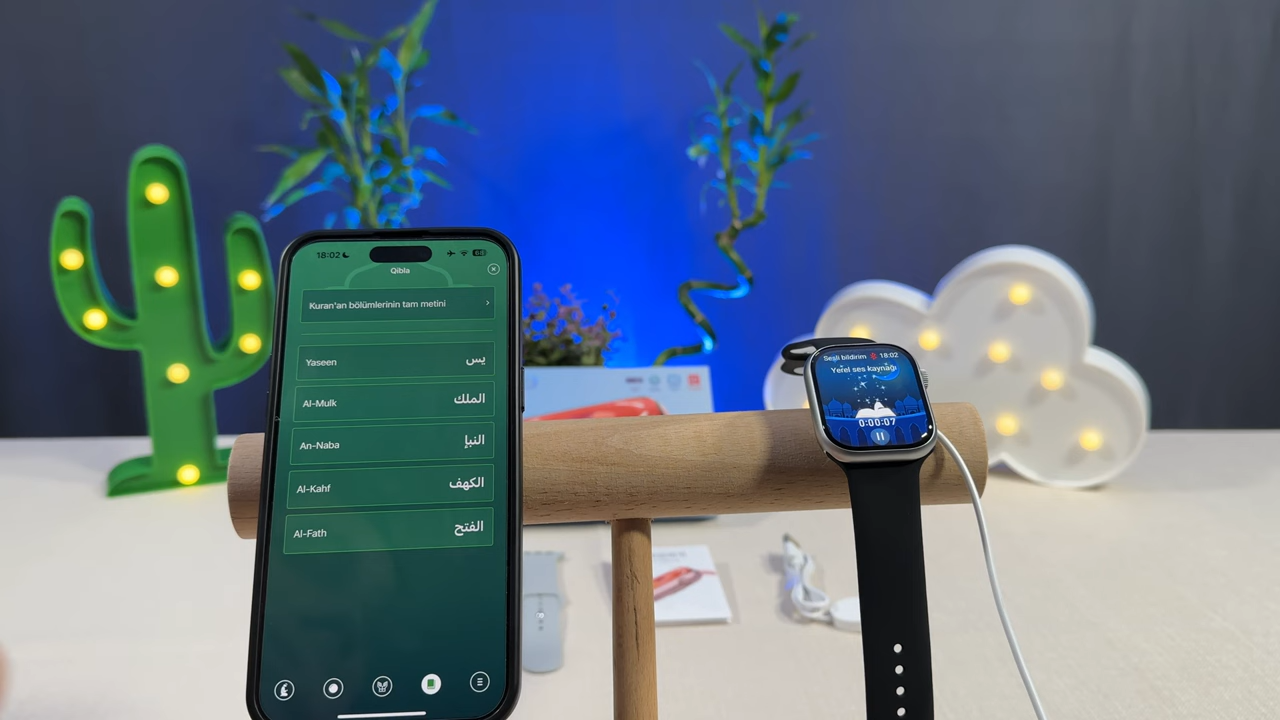 18:02
Qibla
Kuran'an bölümlerinin tam metini
Yaseen يس
Al-Mulk الملك
An-Naba النبإ
Al-Kahf الكهف
Al-Fath الفتح
Sesli bildirim 18:02
Yerel ses kaynağı
0:00:07